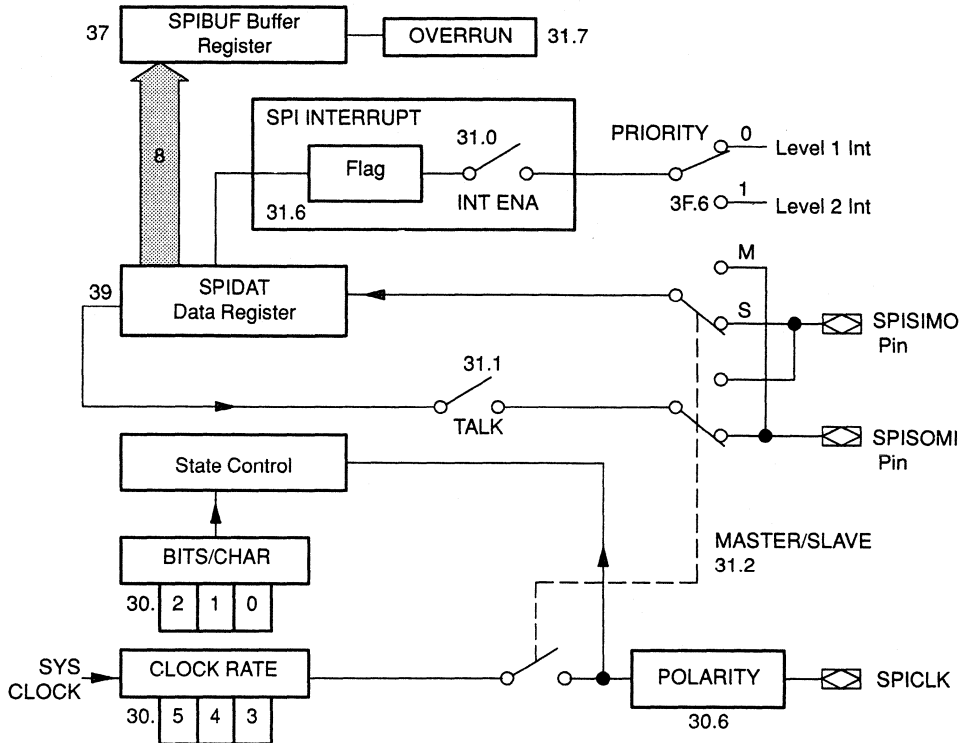 37
SPIBUF Buffer
Register
OVERRUN
31.7
8
SPI INTERRUPT
31.0
Flag
31.6
INT ENA
PRIORITY
0
Level 1 Int
1
3F.6
Level 2 Int
39
SPIDAT
Data Register
M
S
SPISIMO
Pin
31.1
TALK
SPISOMI
Pin
State Control
BITS/CHAR
30.
2
1
0
MASTER/SLAVE
31.2
SYS
CLOCK
CLOCK RATE
30.
5
4
3
POLARITY
30.6
SPICLK